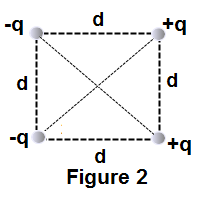 -q d +q
d d
-q d +q
Figure 2